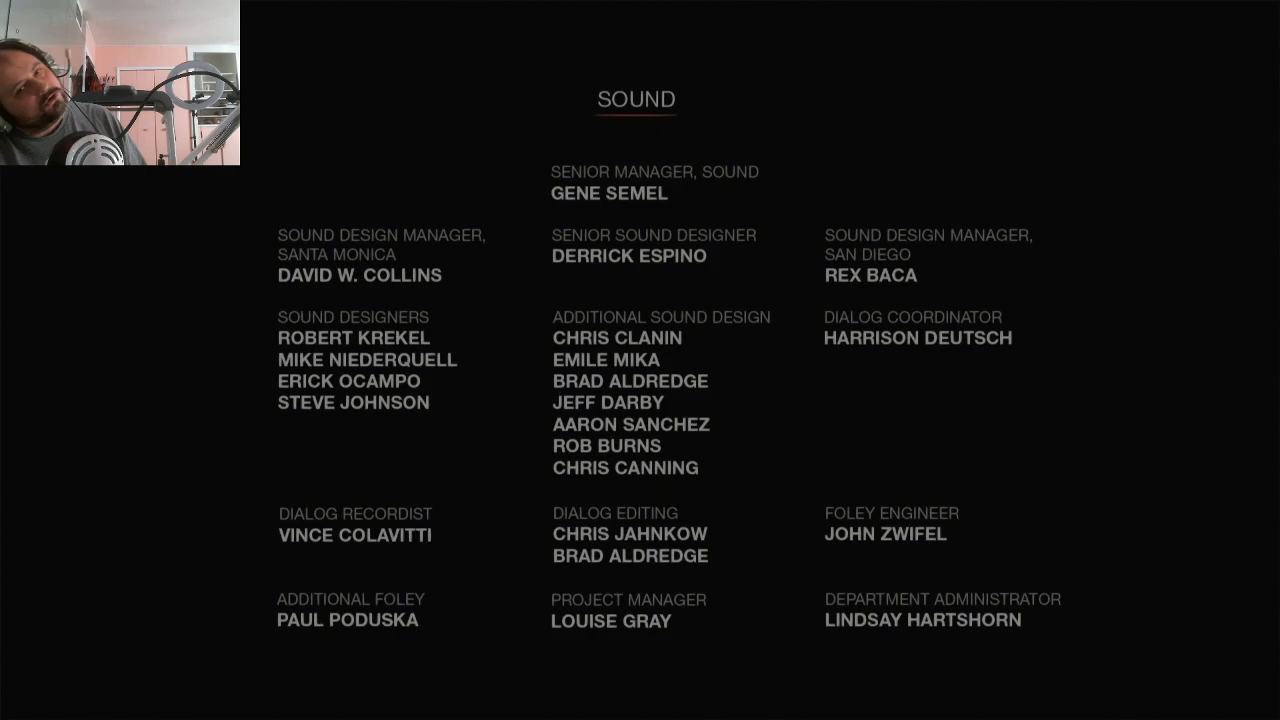 SOUND
SENIOR MANAGER, SOUND
GENE SEMEL
SOUND DESIGN MANAGER,
SANTA MONICA
DAVID W. COLLINS
SENIOR SOUND DESIGNER
DERRICK ESPINO
SOUND DESIGN MANAGER,
SAN DIEGO
REX BACA
SOUND DESIGNERS
ROBERT KREKEL
MIKE NIEDERQUELL
ERICK OCAMPO
STEVE JOHNSON
ADDITIONAL SOUND DESIGN
CHRIS CLANIN
EMILE MIKA
BRAD ALDREDGE
JEFF DARBY
AARON SANCHEZ
ROB BURNS
CHRIS CANNING
DIALOG COORDINATOR
HARRISON DEUTSCH
DIALOG RECORDIST
VINCE COLAVITTI
DIALOG EDITING
CHRIS JAHNKOW
BRAD ALDREDGE
FOLEY ENGINEER
JOHN ZWIFEL
ADDITIONAL FOLEY
PAUL PODUSKA
PROJECT MANAGER
LOUISE GRAY
DEPARTMENT ADMINISTRATOR
LINDSAY HARTSHORN